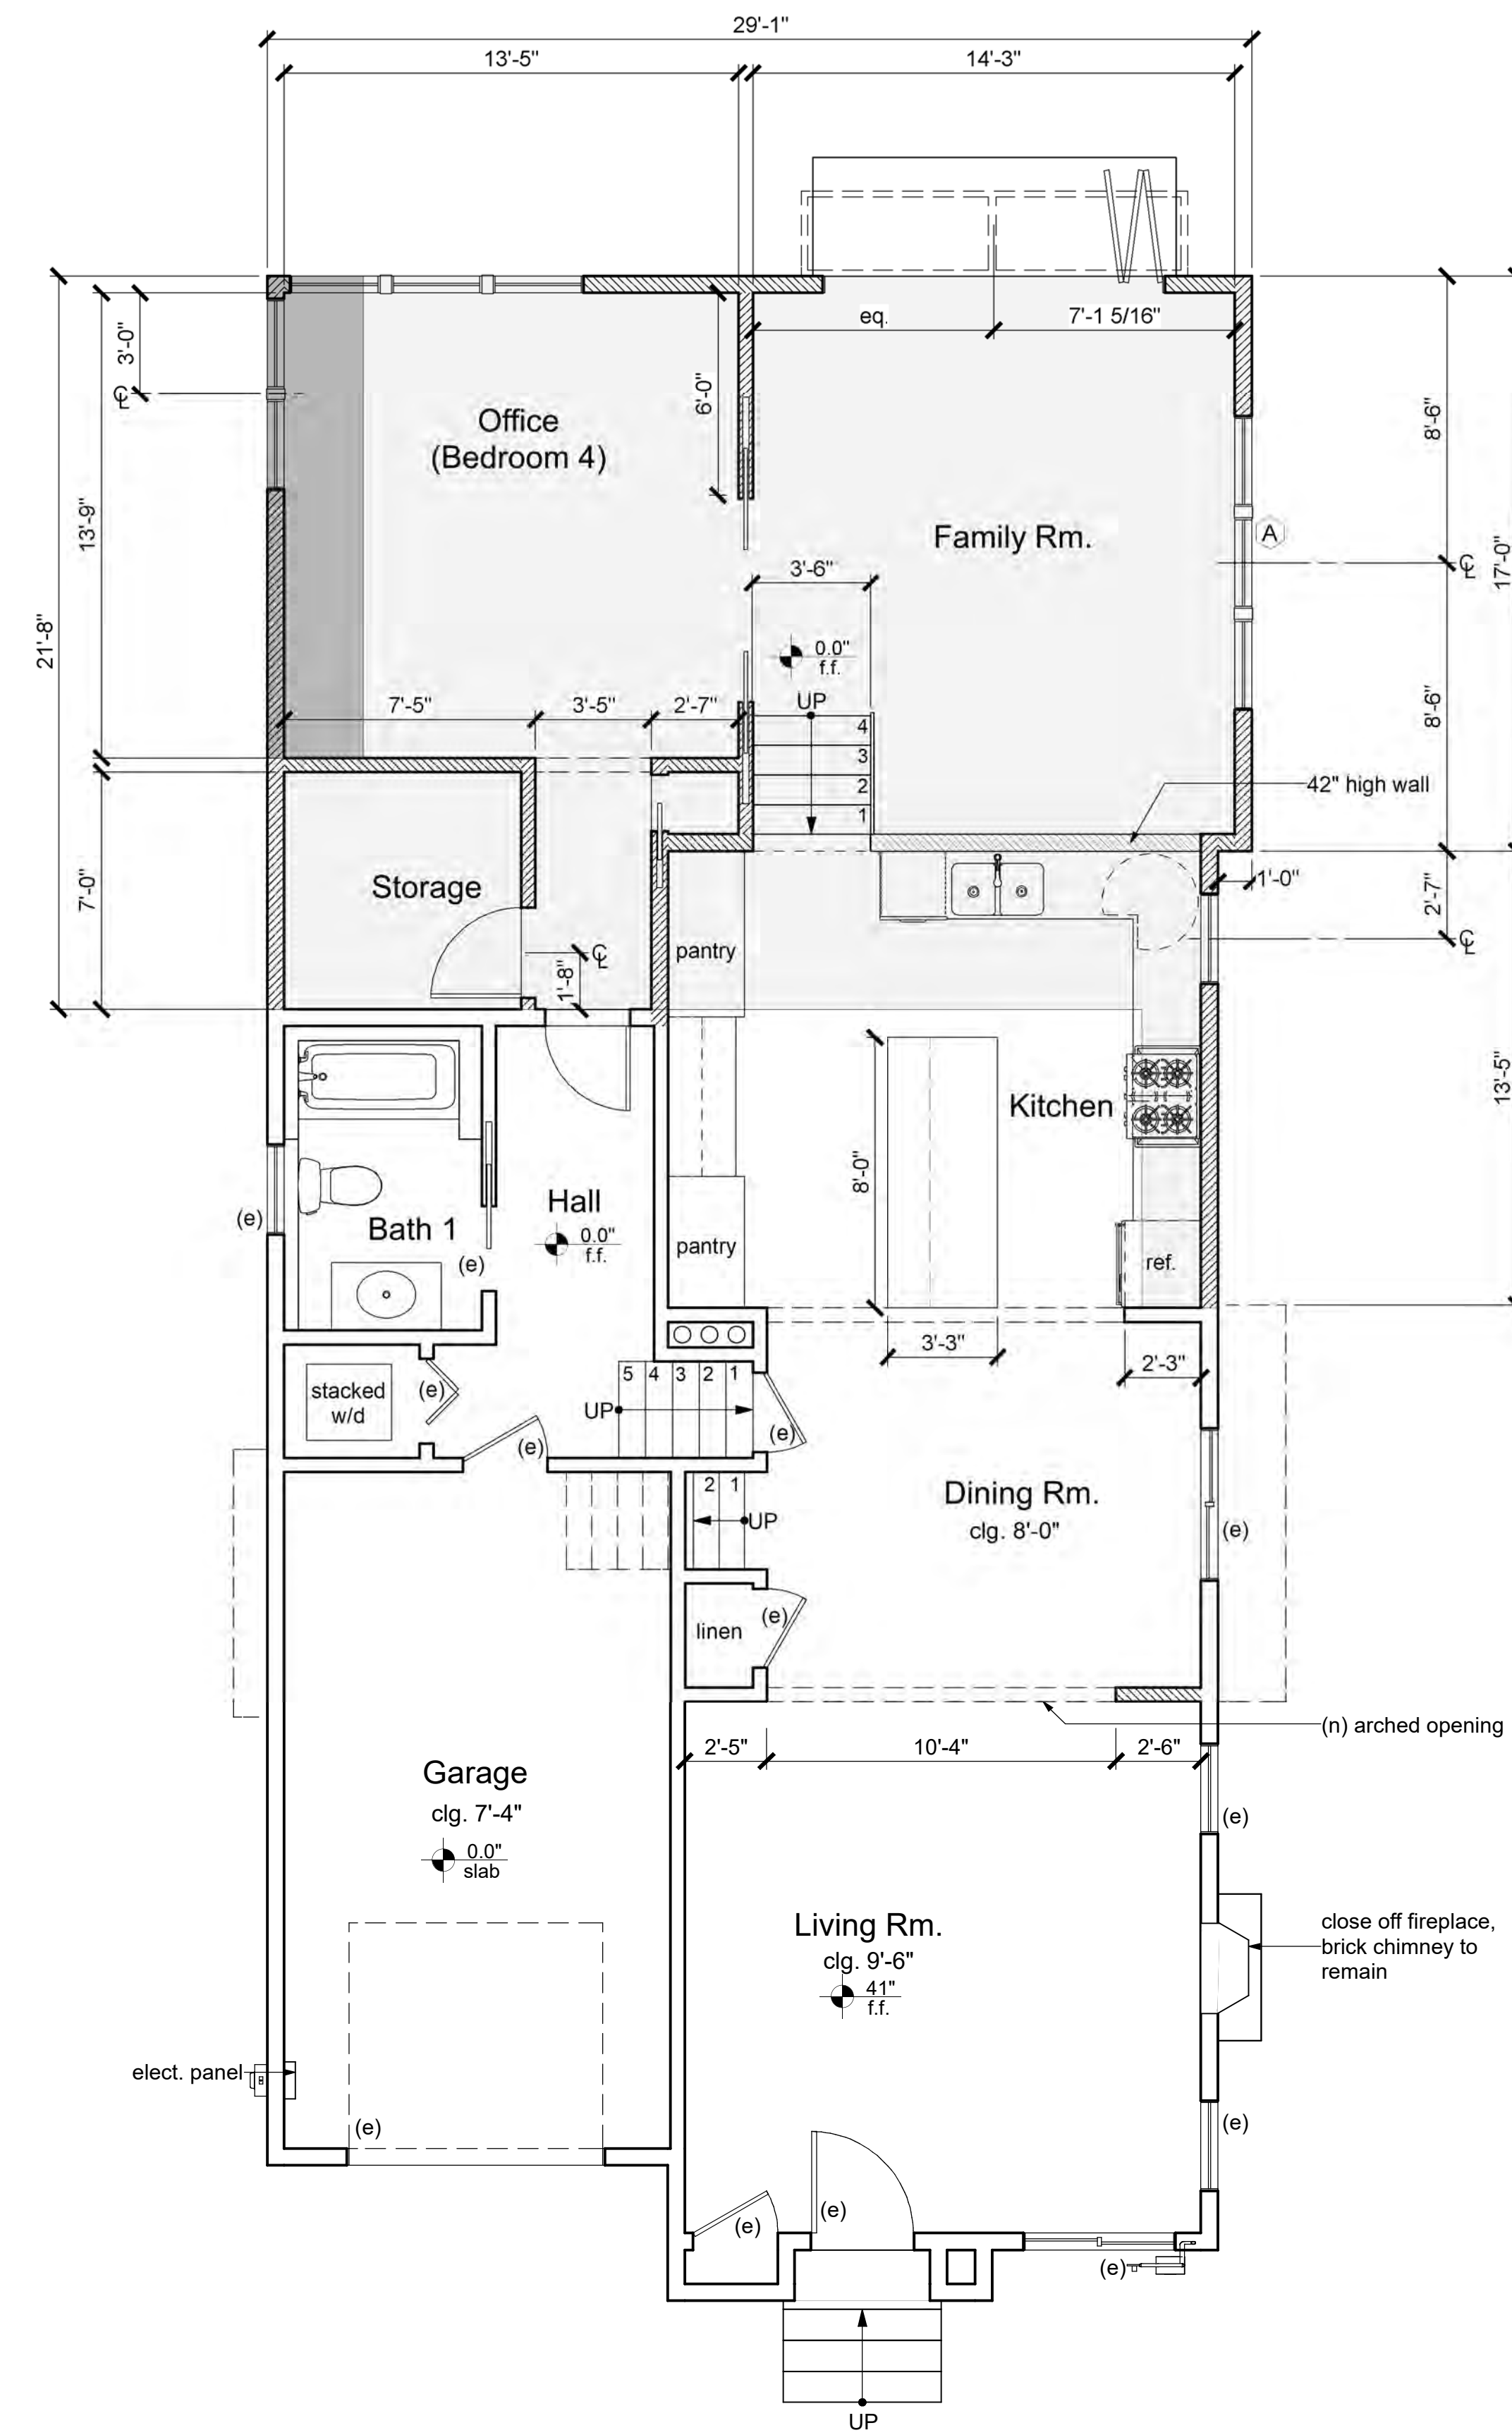 29'-1"
13'-5"
14'-3"
eq.
7'-1 5/16"
3'-0"
℄
6'-0"
8'-6"
Office
(Bedroom 4)
13'-9"
Family Rm.
A
℄
17'-0"
3'-6"
21'-8"
0.0"
f.f.
7'-5"
3'-5"
2'-7"
UP
4
3
2
1
8'-6"
42" high wall
1'-0"
2'-7"
℄
Storage
7'-0"
℄
1'-8"
pantry
Kitchen
13'-5"
8'-0"
Hall
0.0"
f.f.
(e)
Bath 1
(e)
pantry
ref.
3'-3"
2'-3"
stacked
w/d
(e)
5 4 3 2 1
UP
(e)
(e)
2 1
UP
Dining Rm.
clg. 8'-0"
(e)
linen
(e)
(n) arched opening
2'-5"
10'-4"
2'-6"
Garage
clg. 7'-4"
0.0"
slab
(e)
Living Rm.
clg. 9'-6"
41"
f.f.
close off fireplace,
brick chimney to
remain
elect. panel
(e)
(e)
(e)
(e)
(e)
UP